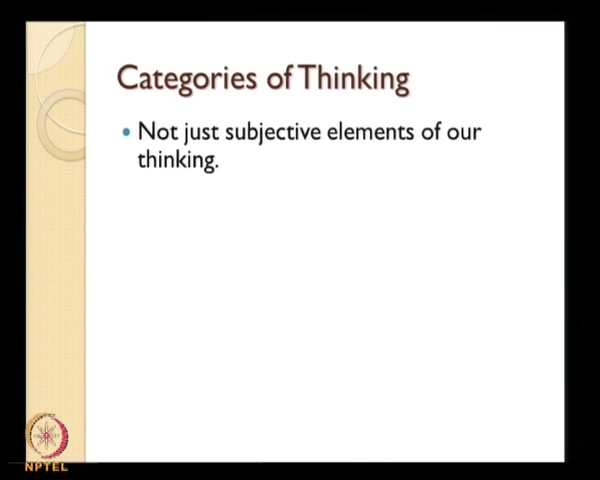 Categories of Thinking
Not just subjective elements of our
thinking.
NPTEL